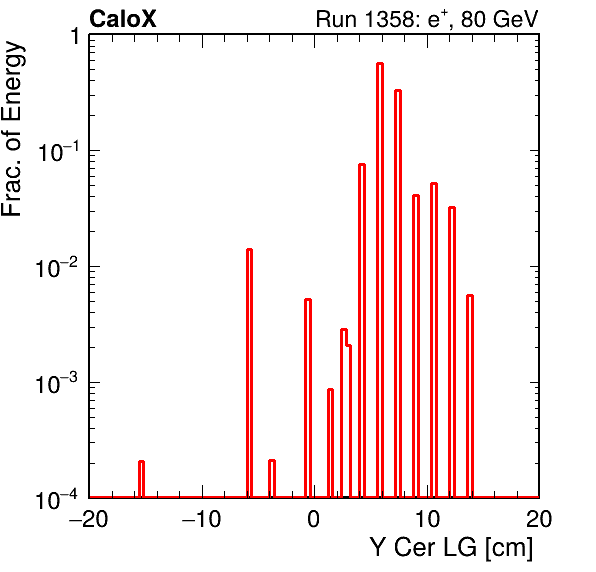 CaloX Run 1358: e⁺, 80 GeV
Frac. of Energy
1
10⁻¹
10⁻²
10⁻³
10⁻⁴
−20 −10 0 10 20
Y Cer LG [cm]